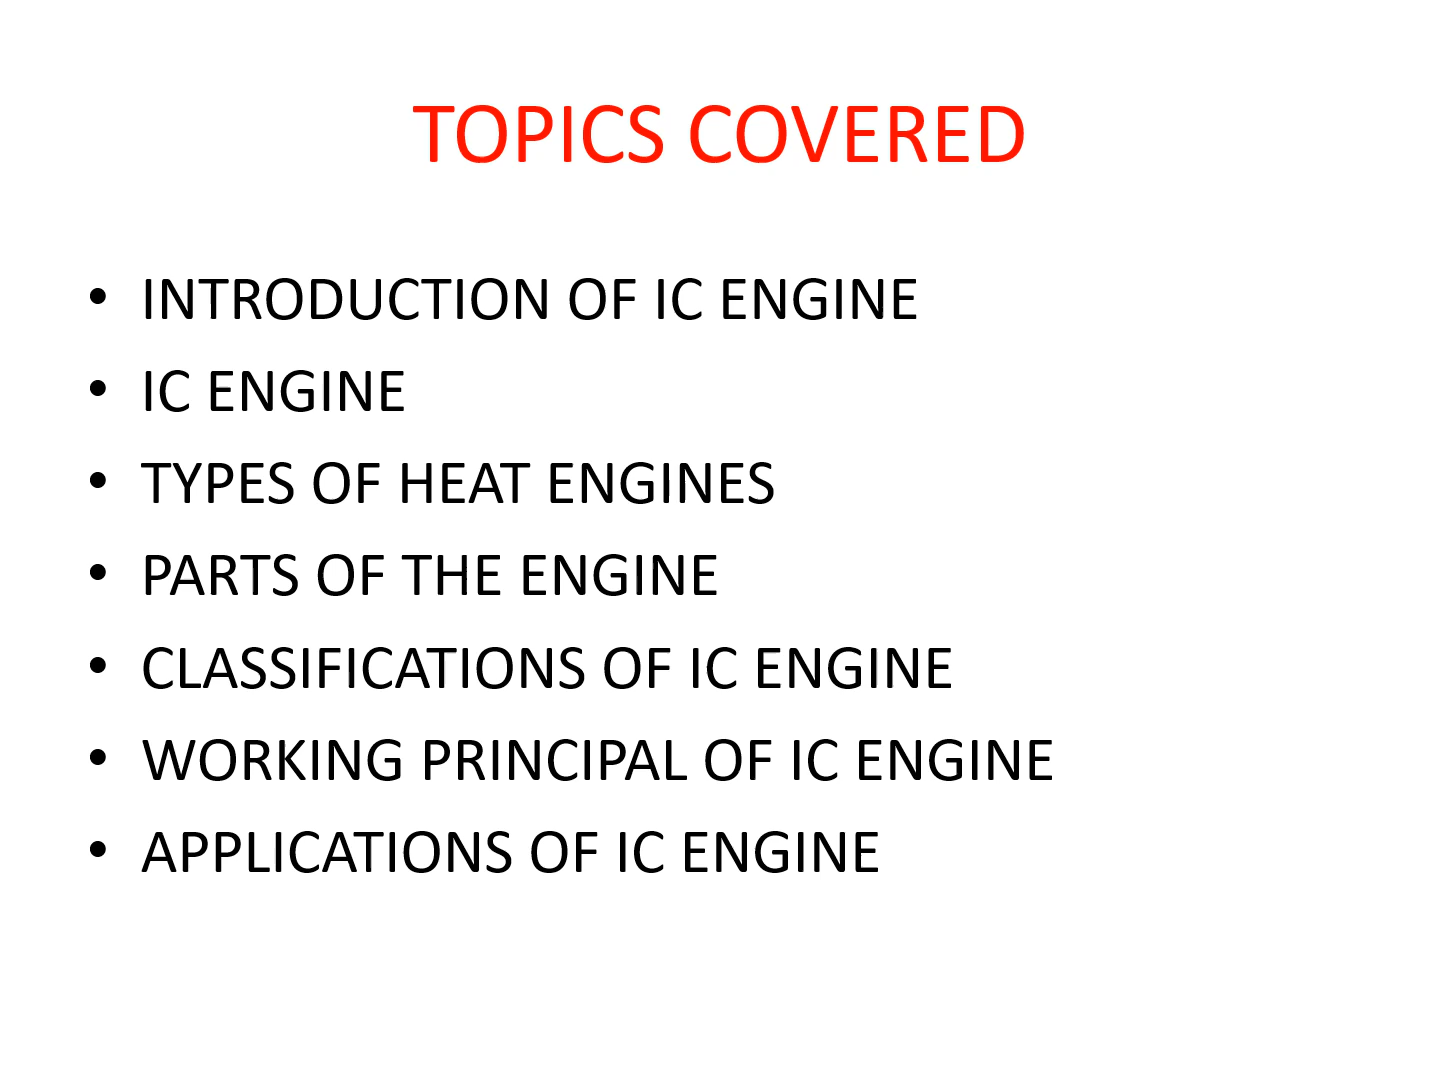 TOPICS COVERED
• INTRODUCTION OF IC ENGINE
• IC ENGINE
• TYPES OF HEAT ENGINES
• PARTS OF THE ENGINE
• CLASSIFICATIONS OF IC ENGINE
• WORKING PRINCIPAL OF IC ENGINE
• APPLICATIONS OF IC ENGINE